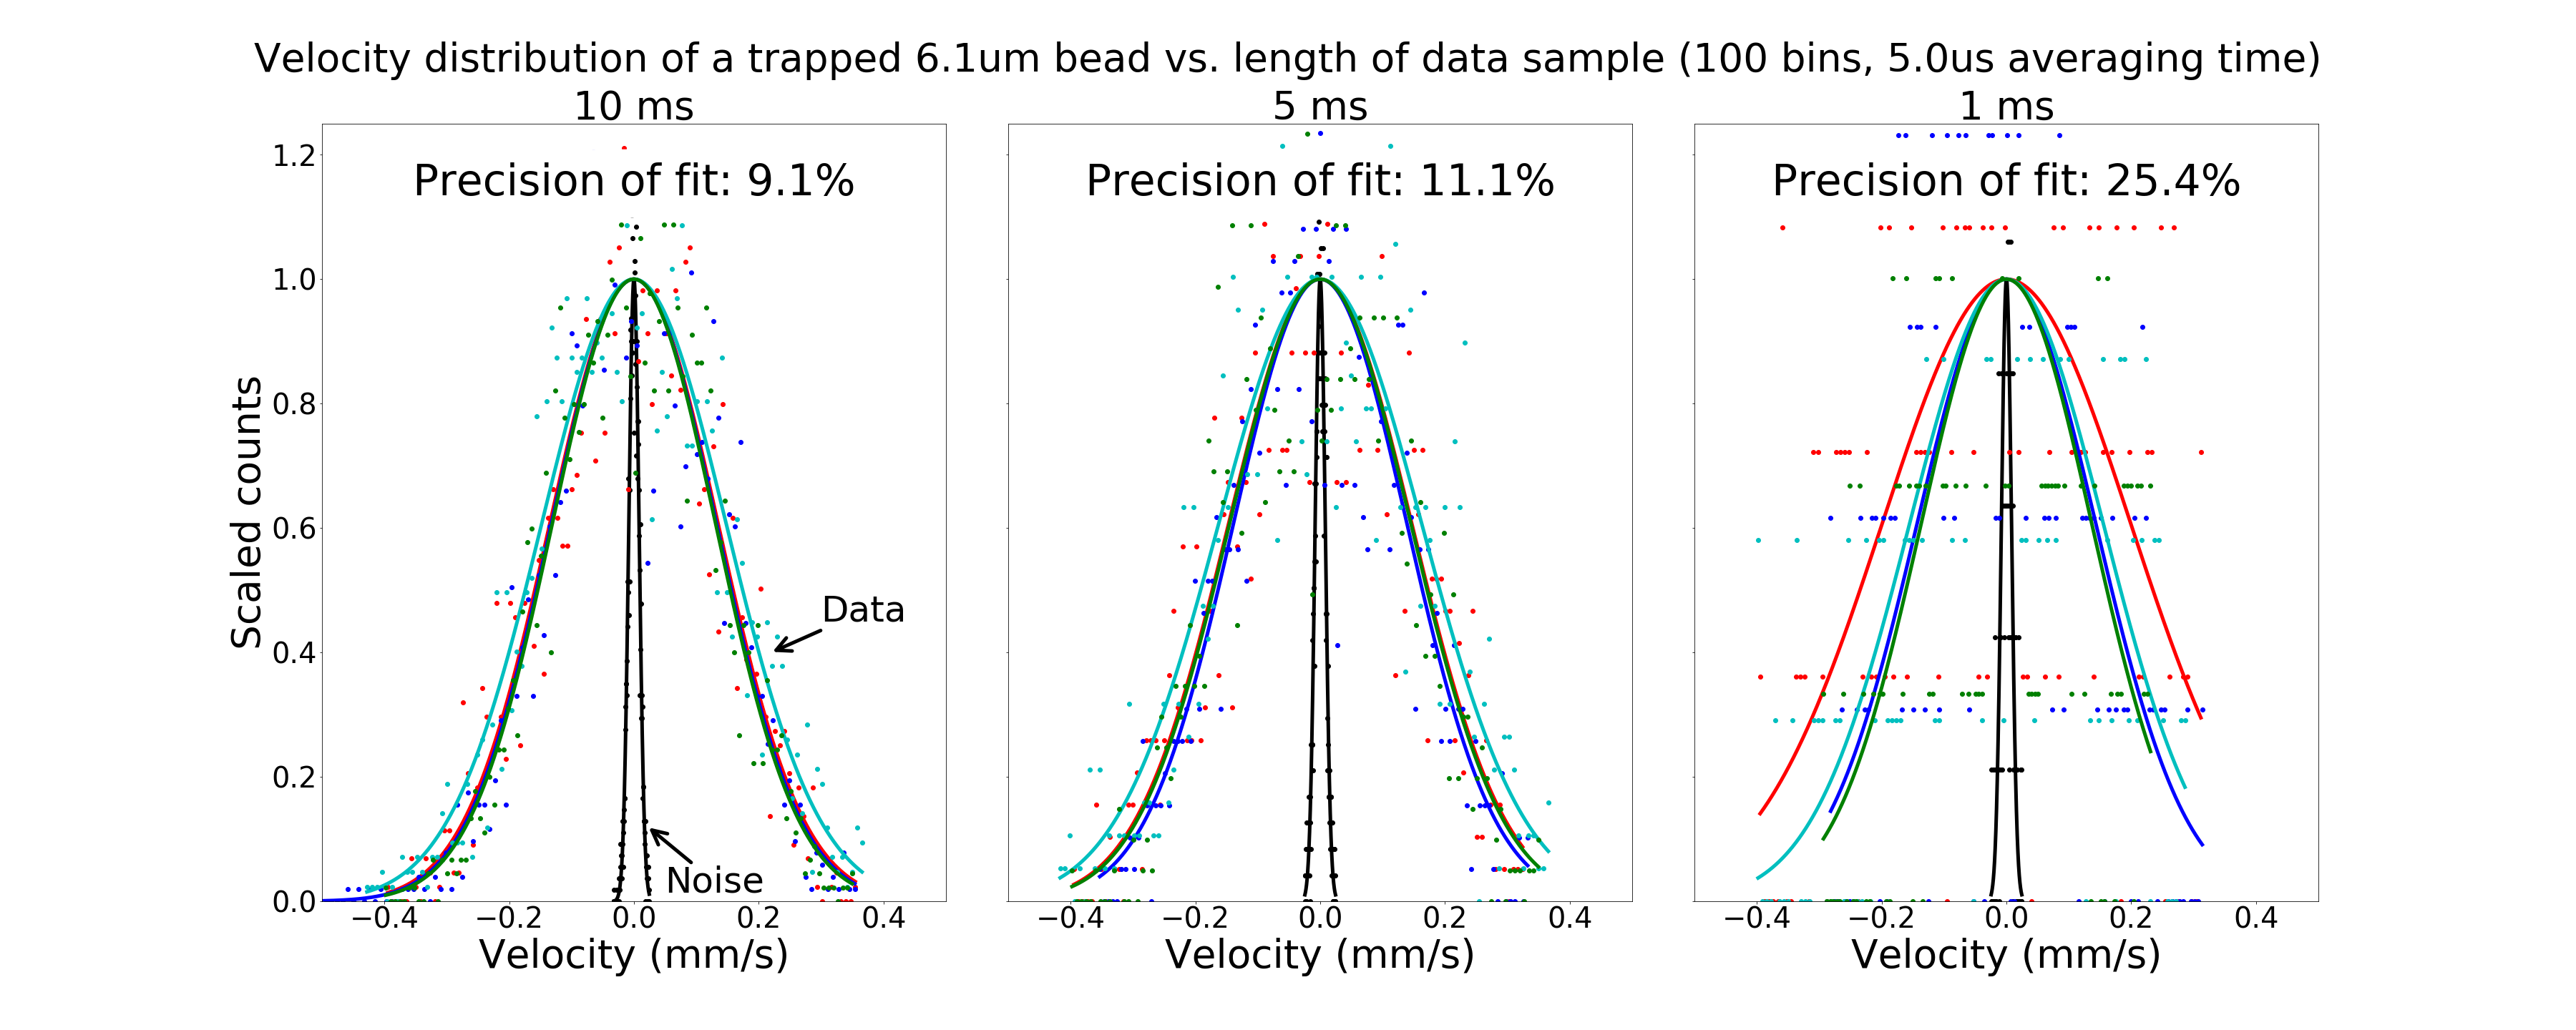 Velocity distribution of a trapped 6.1um bead vs. length of data sample (100 bins, 5.0us averaging time)
10 ms
5 ms
1 ms
Precision of fit: 9.1%
Precision of fit: 11.1%
Precision of fit: 25.4%
Scaled counts
1.2
1.0
0.8
0.6
0.4
0.2
0.0
Data
Noise
−0.4 −0.2 0.0 0.2 0.4
−0.4 −0.2 0.0 0.2 0.4
−0.4 −0.2 0.0 0.2 0.4
Velocity (mm/s)
Velocity (mm/s)
Velocity (mm/s)